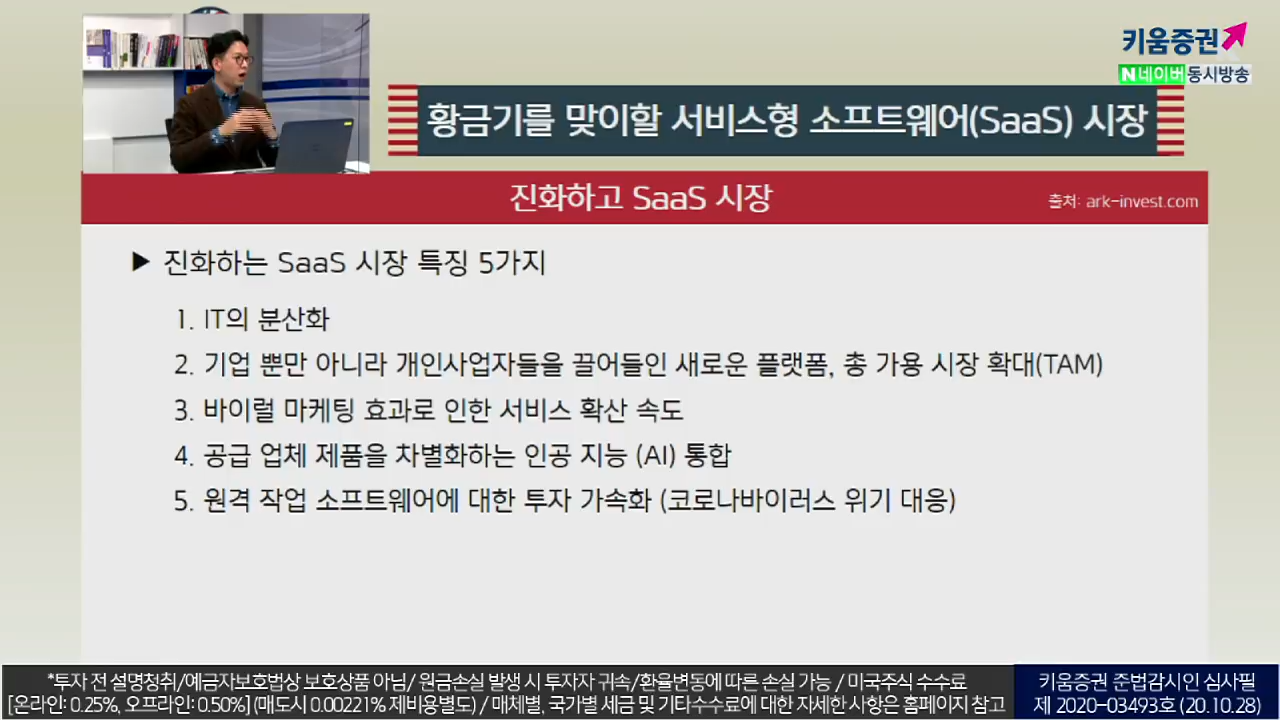 키움증권
N 네이버 동시방송
황금기를 맞이할 서비스형 소프트웨어(SaaS) 시장
진화하고 SaaS 시장
출처: ark-invest.com
▶ 진화하는 SaaS 시장 특징 5가지
1. IT의 분산화
2. 기업 뿐만 아니라 개인사업자들을 끌어들인 새로운 플랫폼, 총 가용 시장 확대(TAM)
3. 바이럴 마케팅 효과로 인한 서비스 확산 속도
4. 공급 업체 제품을 차별화하는 인공 지능 (AI) 통합
5. 원격 작업 소프트웨어에 대한 투자 가속화 (코로나바이러스 위기 대응)
*투자 전 설명청취/예금자보호법상 보호상품 아님/ 원금손실 발생 시 투자자 귀속/환율변동에 따른 손실 가능 / 미국주식 수수료
[온라인: 0.25%, 오프라인: 0.50%] (매도시 0.00221% 제비용별도) / 매체별, 국가별 세금 및 기타수수료에 대한 자세한 사항은 홈페이지 참고
키움증권 준법감시인 심사필
제 2020-03493호 (20.10.28)